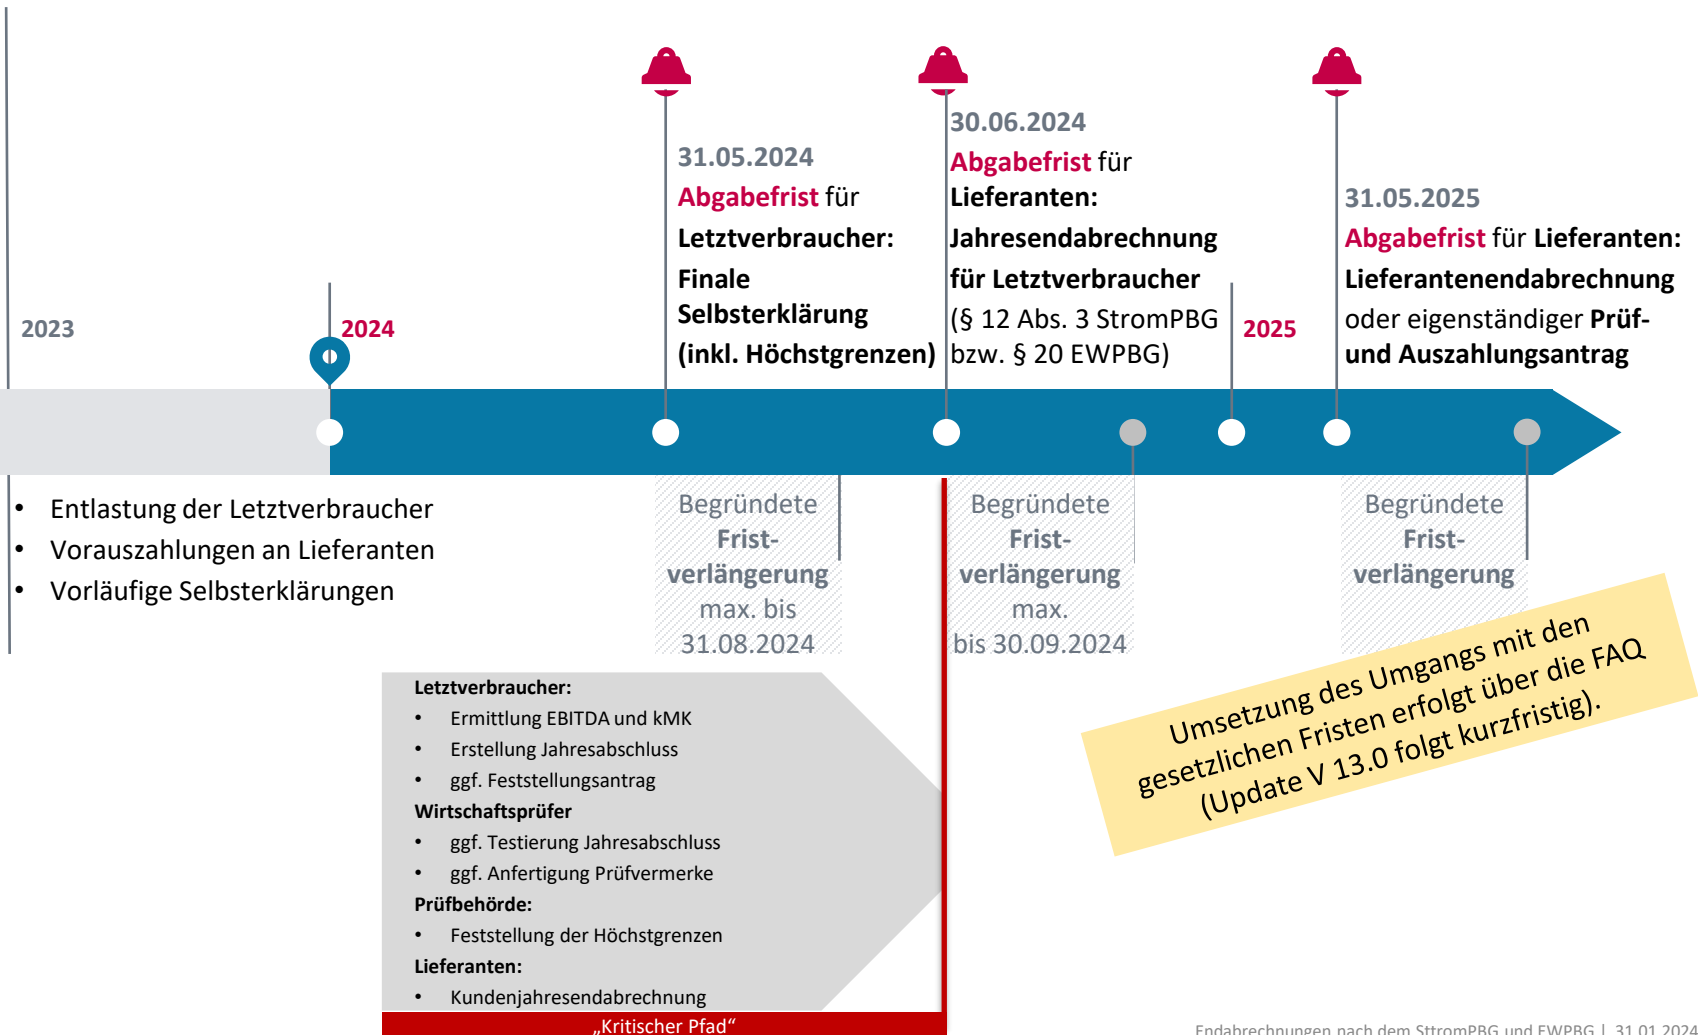 2023
2024
31.05.2024
Abgabefrist für
Letztverbraucher:
Finale
Selbsterklärung
(inkl. Höchstgrenzen)
30.06.2024
Abgabefrist für
Lieferanten:
Jahresendabrechnung
für Letztverbraucher
(§ 12 Abs. 3 StromPBG
bzw. § 20 EWPBG)
2025
31.05.2025
Abgabefrist für Lieferanten:
Lieferantenendabrechnung
oder eigenständiger Prüf-
und Auszahlungsantrag
• Entlastung der Letztverbraucher
• Vorauszahlungen an Lieferanten
• Vorläufige Selbsterklärungen
Begründete
Frist-
verlängerung
max. bis
31.08.2024
Begründete
Frist-
verlängerung
max.
bis 30.09.2024
Begründete
Frist-
verlängerung
Umsetzung des Umgangs mit den
gesetzlichen Fristen erfolgt über die FAQ
(Update V 13.0 folgt kurzfristig).
Letztverbraucher:
• Ermittlung EBITDA und kMK
• Erstellung Jahresabschluss
• ggf. Feststellungsantrag
Wirtschaftsprüfer
• ggf. Testierung Jahresabschluss
• ggf. Anfertigung Prüfvermerke
Prüfbehörde:
• Feststellung der Höchstgrenzen
Lieferanten:
• Kundenjahresendabrechnung
„Kritischer Pfad"
Endabrechnungen nach dem SttromPBG und EWPBG | 31.01.2024